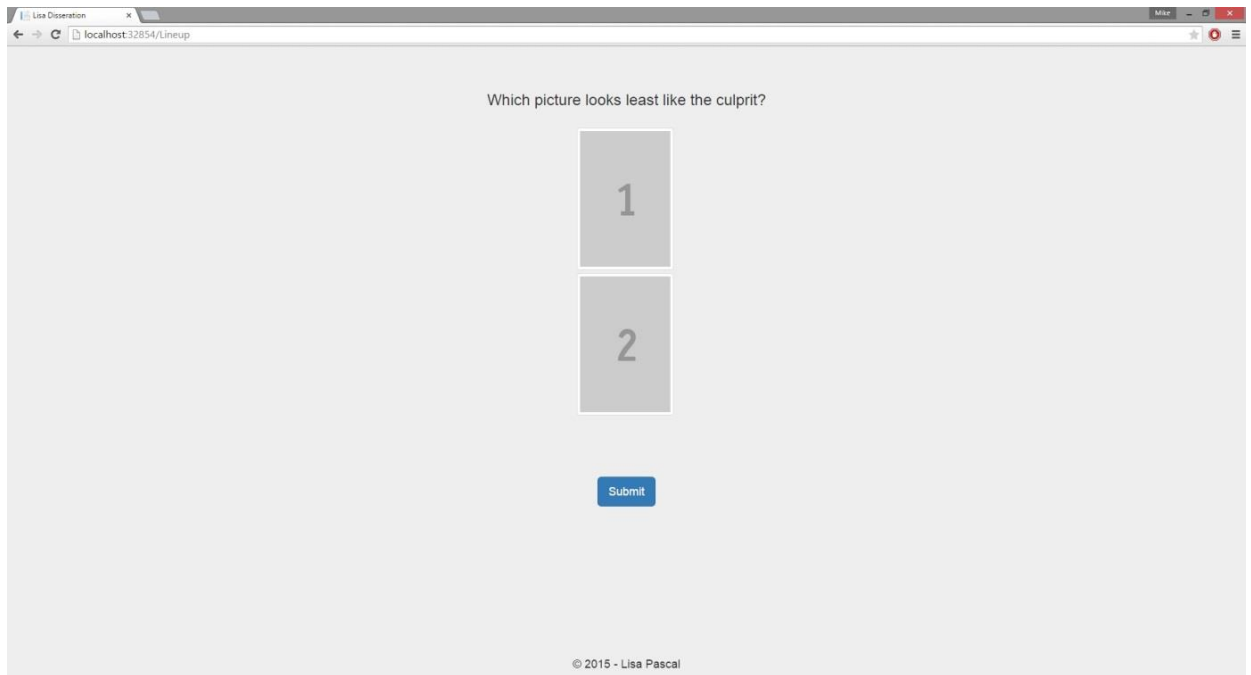 Lisa Disseration
Mike
localhost:32854/Lineup
Which picture looks least like the culprit?
1
2
Submit
© 2015 - Lisa Pascal